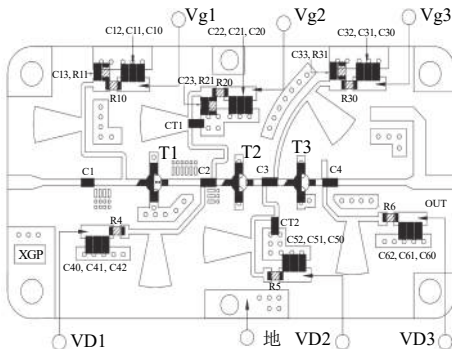 Vg1
Vg2
Vg3
C12, C11, C10
C22, C21, C20
C32, C31, C30
C13, R11
R10
C23, R21
R20
C33, R31
R30
CT1
T1
T2
T3
C1
C2
C3
C4
R4
CT2
R6
OUT
XGP
C40, C41, C42
C52, C51, C50
R5
C62, C61, C60
VD1
地
VD2
VD3